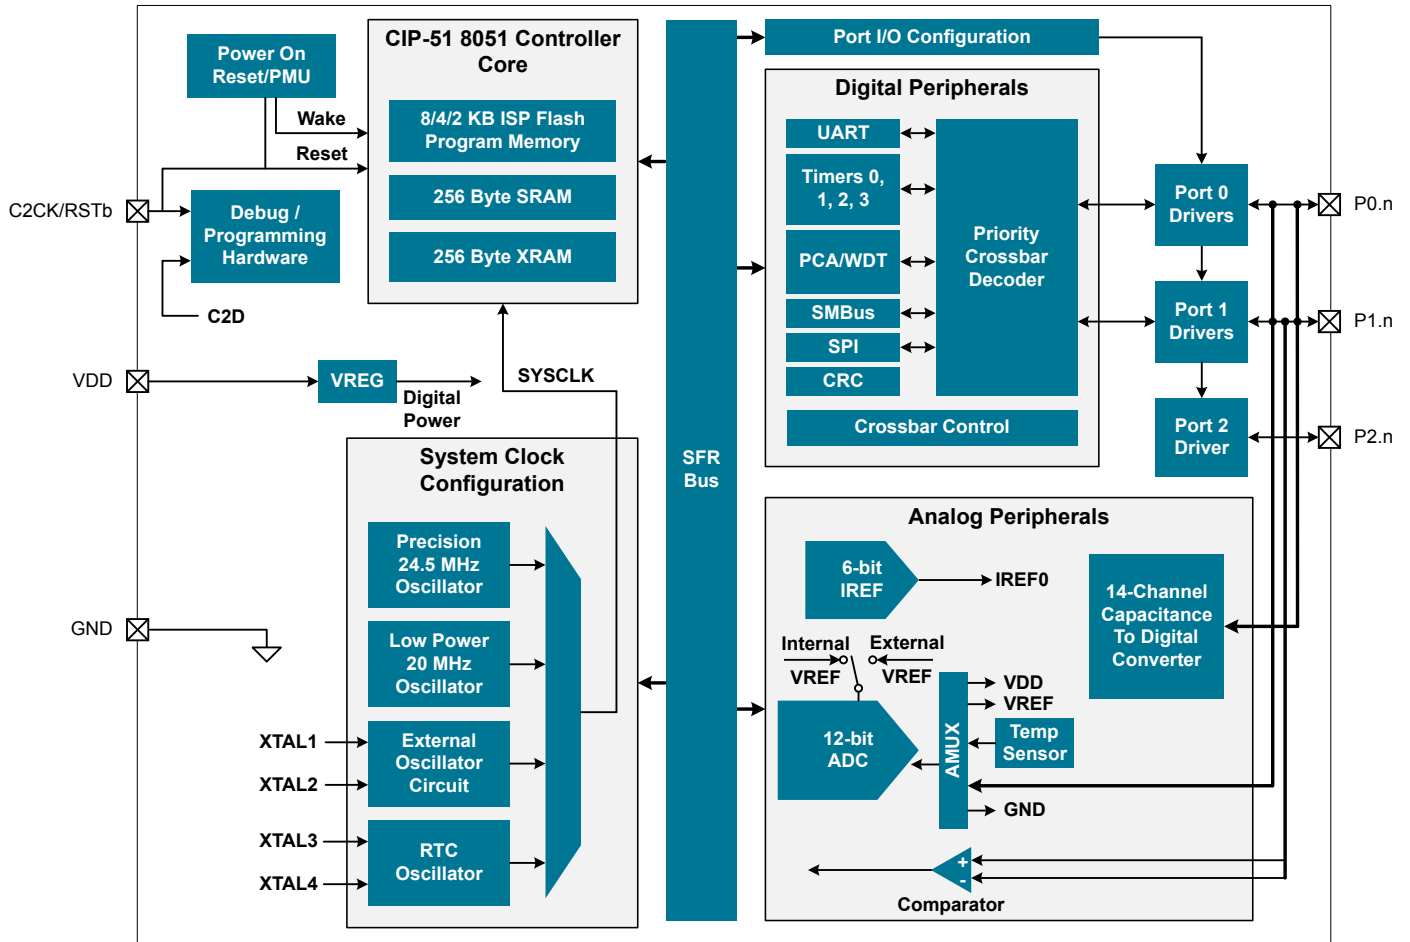 CIP-51 8051 Controller
Core
8/4/2 KB ISP Flash
Program Memory
256 Byte SRAM
256 Byte XRAM
Power On
Reset/PMU
Wake
Reset
C2CK/RSTb
Debug /
Programming
Hardware
C2D
VDD
VREG
Digital
Power
SYSCLK
GND
System Clock
Configuration
Precision
24.5 MHz
Oscillator
Low Power
20 MHz
Oscillator
External
Oscillator
Circuit
RTC
Oscillator
XTAL1
XTAL2
XTAL3
XTAL4
SFR
Bus
Port I/O Configuration
Digital Peripherals
UART
Timers 0,
1, 2, 3
PCA/WDT
SMBus
SPI
CRC
Priority
Crossbar
Decoder
Crossbar Control
Port 0
Drivers
Port 1
Drivers
Port 2
Driver
P0.n
P1.n
P2.n
Analog Peripherals
6-bit
IREF
IREF0
14-Channel
Capacitance
To Digital
Converter
Internal
VREF
External
VREF
12-bit
ADC
AMUX
VDD
VREF
Temp
Sensor
GND
+
-
Comparator